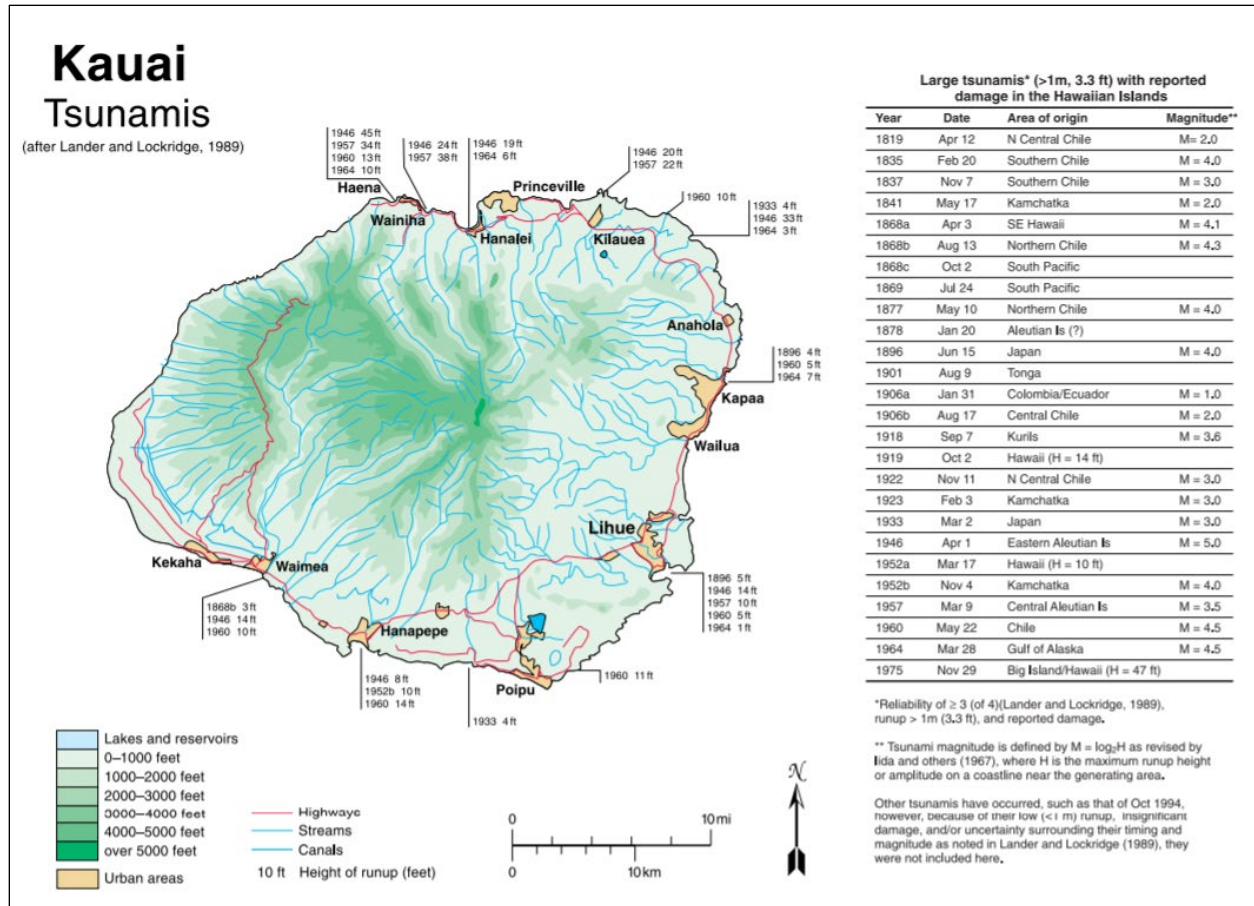 Kauai
Tsunamis
(after Lander and Lockridge, 1989)
1946 45 ft
1957 34 ft
1960 13 ft
1964 10 ft
1946 24 ft
1957 38 ft
1946 19 ft
1964 6 ft
1946 20 ft
1957 22 ft
1960 10 ft
1933 4 ft
1946 33 ft
1964 3 ft
Haena
Wainiha
Hanalei
Princeville
Kilauea
Anahola
1896 4 ft
1960 5 ft
1964 7 ft
Kapaa
Wailua
Lihue
1896 5 ft
1946 14 ft
1957 10 ft
1960 5 ft
1964 1 ft
Kekaha
Waimea
1868b 3 ft
1946 14 ft
1960 10 ft
Hanapepe
1946 8 ft
1952b 10 ft
1960 14 ft
Poipu
1960 11 ft
1933 4 ft
Lakes and reservoirs
0–1000 feet
1000–2000 feet
2000–3000 feet
3000–4000 feet
4000–5000 feet
over 5000 feet
Urban areas
Highways
Streams
Canals
10 ft Height of runup (feet)
0 10 mi
0 10 km
N
Large tsunamis* (>1m, 3.3 ft) with reported
damage in the Hawaiian Islands
Year Date Area of origin Magnitude**
1819 Apr 12 N Central Chile M= 2.0
1835 Feb 20 Southern Chile M = 4.0
1837 Nov 7 Southern Chile M = 3.0
1841 May 17 Kamchatka M = 2.0
1868a Apr 3 SE Hawaii M = 4.1
1868b Aug 13 Northern Chile M = 4.3
1868c Oct 2 South Pacific
1869 Jul 24 South Pacific
1877 May 10 Northern Chile M = 4.0
1878 Jan 20 Aleutian Is (?)
1896 Jun 15 Japan M = 4.0
1901 Aug 9 Tonga
1906a Jan 31 Colombia/Ecuador M = 1.0
1906b Aug 17 Central Chile M = 2.0
1918 Sep 7 Kurils M = 3.6
1919 Oct 2 Hawaii (H = 14 ft)
1922 Nov 11 N Central Chile M = 3.0
1923 Feb 3 Kamchatka M = 3.0
1933 Mar 2 Japan M = 3.0
1946 Apr 1 Eastern Aleutian Is M = 5.0
1952a Mar 17 Hawaii (H = 10 ft)
1952b Nov 4 Kamchatka M = 4.0
1957 Mar 9 Central Aleutian Is M = 3.5
1960 May 22 Chile M = 4.5
1964 Mar 28 Gulf of Alaska M = 4.5
1975 Nov 29 Big Island/Hawaii (H = 47 ft)
*Reliability of ≥ 3 (of 4)(Lander and Lockridge, 1989),
runup > 1m (3.3 ft), and reported damage.
** Tsunami magnitude is defined by M = log₂H as revised by
Iida and others (1967), where H is the maximum runup height
or amplitude on a coastline near the generating area.
Other tsunamis have occurred, such as that of Oct 1994,
however, because of their low (<1 m) runup, insignificant
damage, and/or uncertainty surrounding their timing and
magnitude as noted in Lander and Lockridge (1989), they
were not included here.